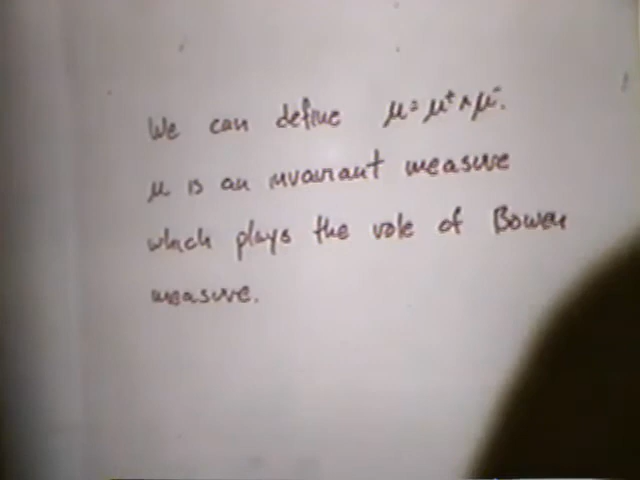 We can define μ = μ⁺ ∧ μ⁻.
μ is an invariant measure
which plays the role of Bowen
measure.